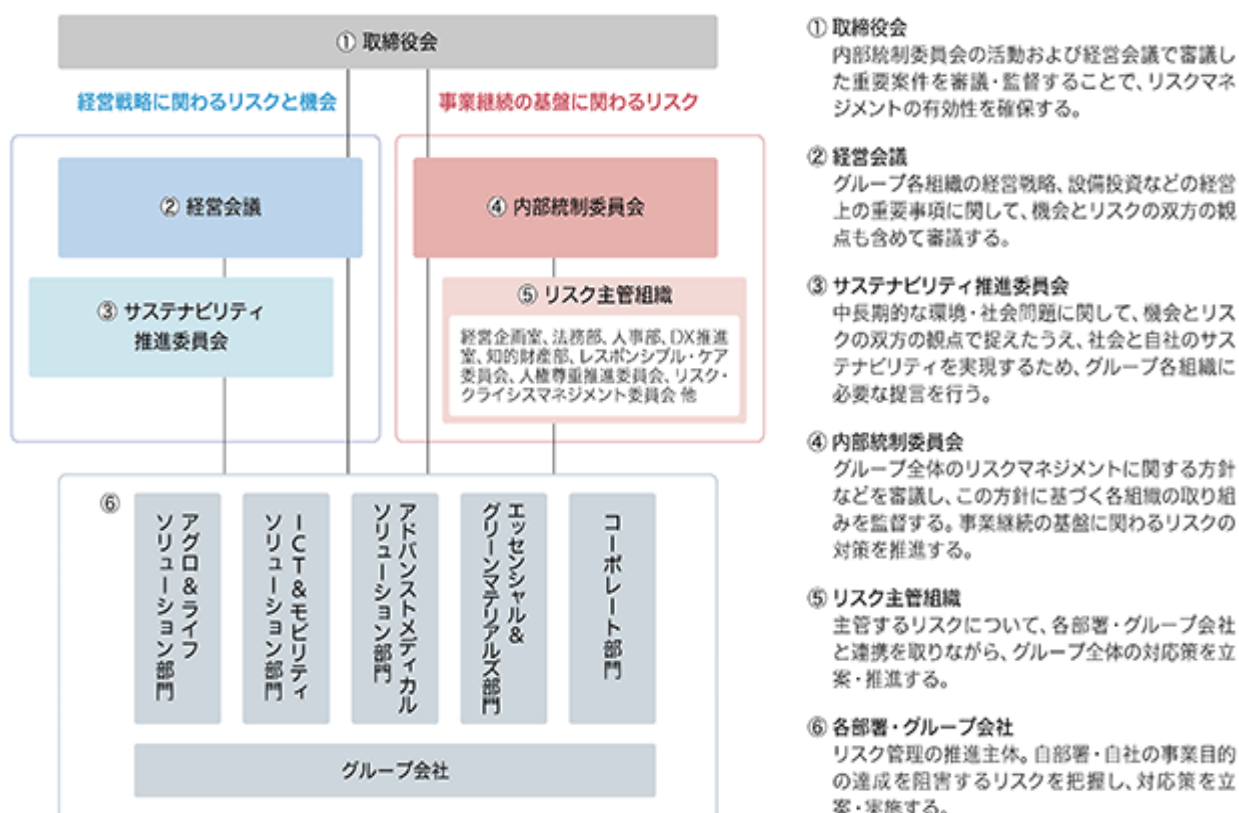 ① 取締役会
経営戦略に関わるリスクと機会
事業継続の基盤に関わるリスク
② 経営会議
③ サステナビリティ
推進委員会
④ 内部統制委員会
⑤ リスク主管組織
経営企画室、法務部、人事部、DX推進
室、知的財産部、レスポンシブル・ケア
委員会、人権尊重推進委員会、リスク・
クライシスマネジメント委員会 他
⑥
アグロ&ライフ
ソリューション部門
ICT&モビリティ
ソリューション部門
アドバンストメディカル
ソリューション部門
エッセンシャル&
グリーンマテリアルズ部門
コーポレート部門
グループ会社
① 取締役会
内部統制委員会の活動および経営会議で審議し
た重要案件を審議・監督することで、リスクマネ
ジメントの有効性を確保する。
② 経営会議
グループ各組織の経営戦略、設備投資などの経営
上の重要事項に関して、機会とリスクの双方の観
点も含めて審議する。
③ サステナビリティ推進委員会
中長期的な環境・社会問題に関して、機会とリス
クの双方の観点で捉えたうえ、社会と自社のサス
テナビリティを実現するため、グループ各組織に
必要な提言を行う。
④ 内部統制委員会
グループ全体のリスクマネジメントに関する方針
などを審議し、この方針に基づく各組織の取り組
みを監督する。事業継続の基盤に関わるリスクの
対策を推進する。
⑤ リスク主管組織
主管するリスクについて、各部署・グループ会社
と連携を取りながら、グループ全体の対応策を立
案・推進する。
⑥ 各部署・グループ会社
リスク管理の推進主体。自部署・自社の事業目的
の達成を阻害するリスクを把握し、対応策を立
案・実施する。